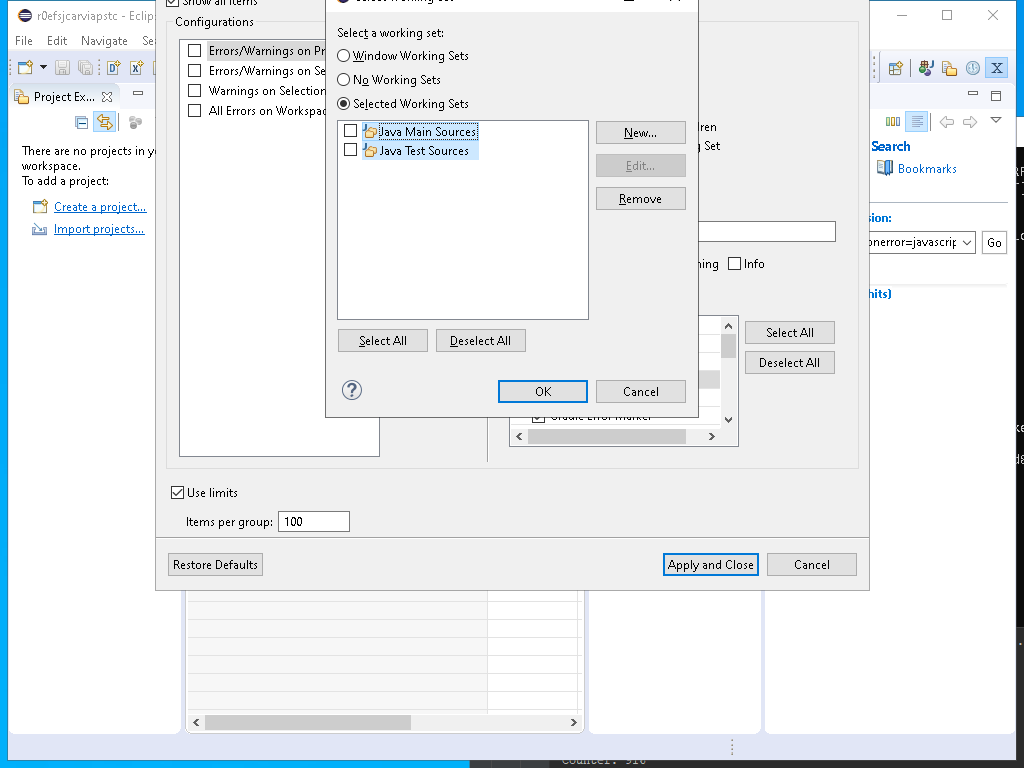 r0efsjcarviapstc - Eclip
Show all items
Select Working Set
File Edit Navigate Se
Configurations
Project Ex...
There are no projects in y
workspace.
To add a project:
Create a project...
Import projects...
Errors/Warnings on Pr
Errors/Warnings on Se
Warnings on Selection
All Errors on Workspac
Select a working set:
Window Working Sets
No Working Sets
Selected Working Sets
Java Main Sources
Java Test Sources
New...
Edit...
Remove
Select All
Deselect All
OK
Cancel
ren
Set
ning
Info
Select All
Deselect All
Gradle Error Marker
Use limits
Items per group: 100
Restore Defaults
Apply and Close
Cancel
Search
Bookmarks
sion:
onerror=javascrip
Go
hits)
Counter: 910